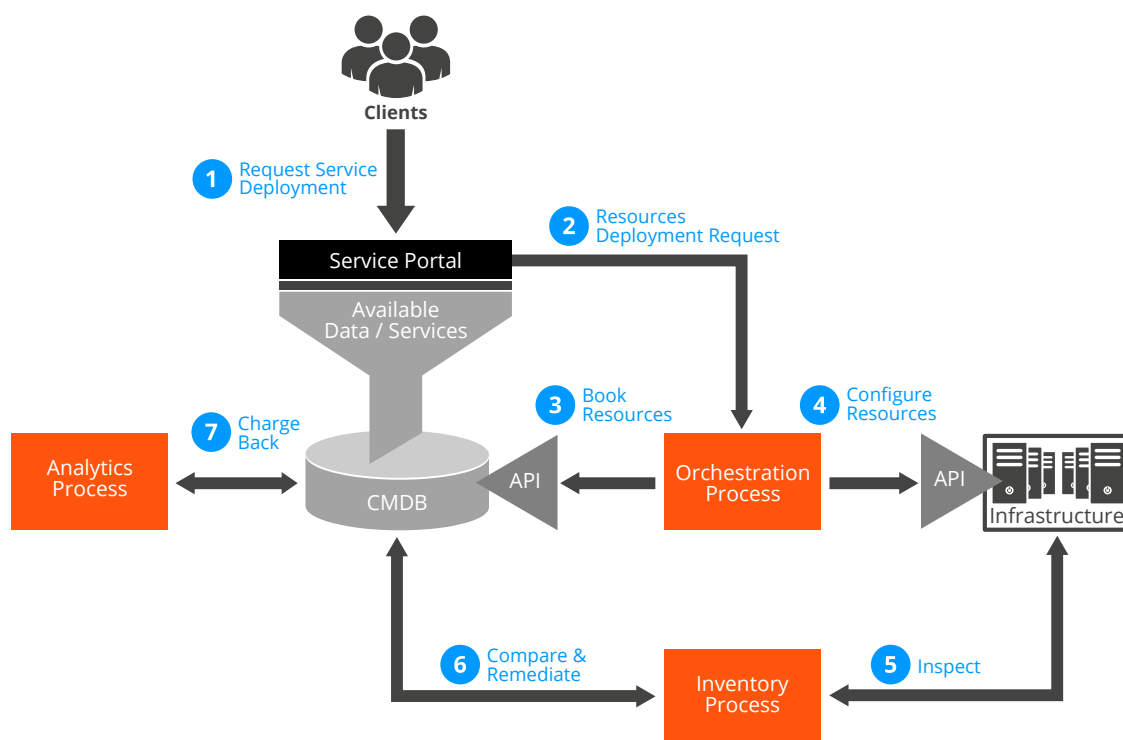 Clients
1
Request Service
Deployment
2
Resources
Deployment Request
Service Portal
Available
Data / Services
3
Book
Resources
4
Configure
Resources
7
Charge
Back
Analytics
Process
CMDB
API
Orchestration
Process
API
Infrastructure
6
Compare &
Remediate
Inventory
Process
5
Inspect